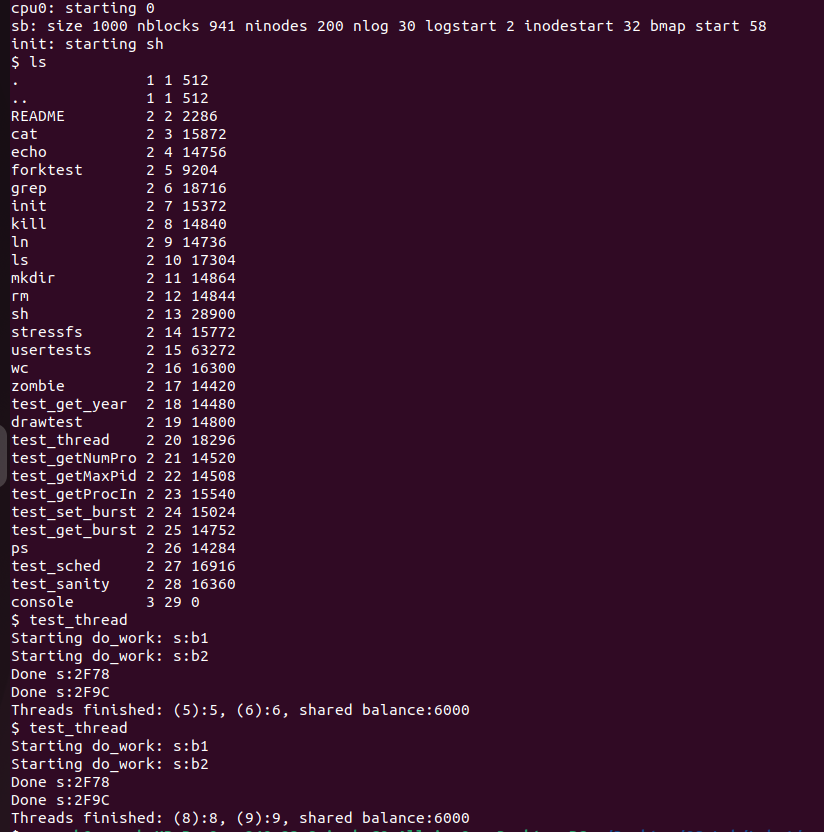 cpu0: starting 0
sb: size 1000 nblocks 941 ninodes 200 nlog 30 logstart 2 inodestart 32 bmap start 58
init: starting sh
$ ls
. 1 1 512
.. 1 1 512
README 2 2 2286
cat 2 3 15872
echo 2 4 14756
forktest 2 5 9204
grep 2 6 18716
init 2 7 15372
kill 2 8 14840
ln 2 9 14736
ls 2 10 17304
mkdir 2 11 14864
rm 2 12 14844
sh 2 13 28900
stressfs 2 14 15772
usertests 2 15 63272
wc 2 16 16300
zombie 2 17 14420
test_get_year 2 18 14480
drawtest 2 19 14800
test_thread 2 20 18296
test_getNumPro 2 21 14520
test_getMaxPid 2 22 14508
test_getProcIn 2 23 15540
test_set_burst 2 24 15024
test_get_burst 2 25 14752
ps 2 26 14284
test_sched 2 27 16916
test_sanity 2 28 16360
console 3 29 0
$ test_thread
Starting do_work: s:b1
Starting do_work: s:b2
Done s:2F78
Done s:2F9C
Threads finished: (5):5, (6):6, shared balance:6000
$ test_thread
Starting do_work: s:b1
Starting do_work: s:b2
Done s:2F78
Done s:2F9C
Threads finished: (8):8, (9):9, shared balance:6000